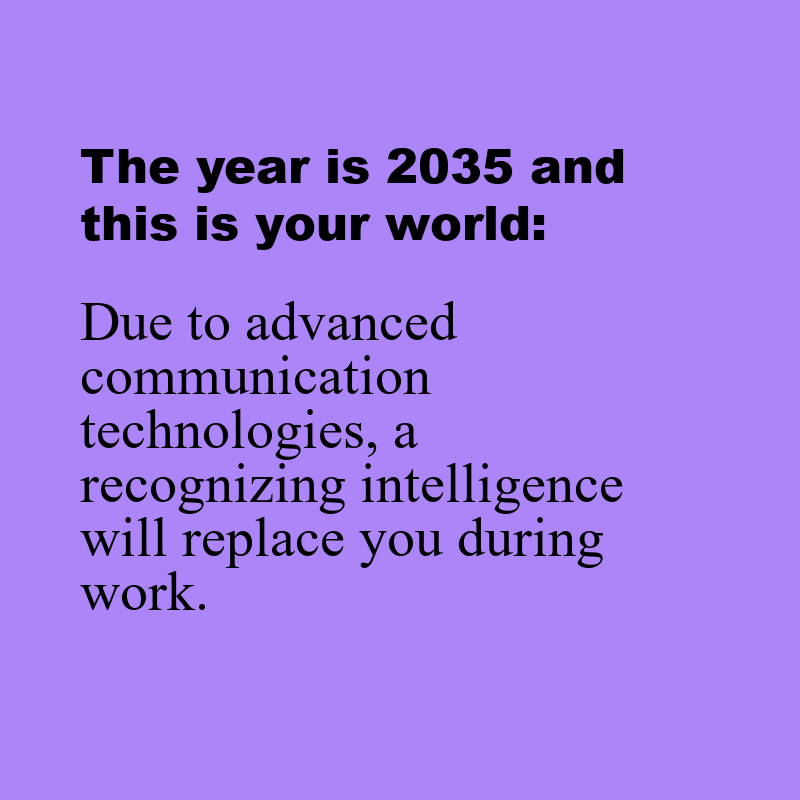 The year is 2035 and
this is your world:
Due to advanced
communication
technologies, a
recognizing intelligence
will replace you during
work.